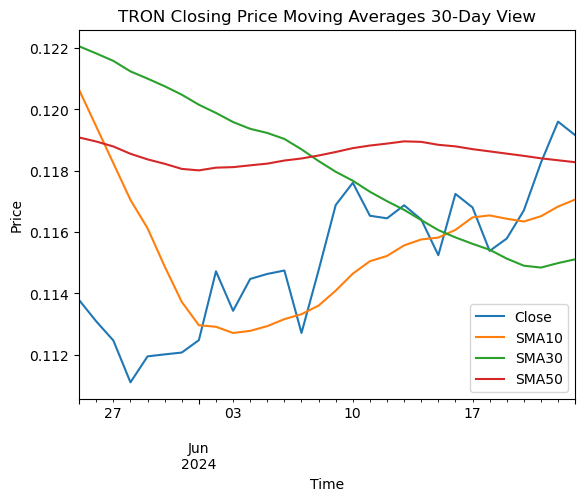 TRON Closing Price Moving Averages 30-Day View
0.122
0.120
0.118
0.116
0.114
0.112
Price
Close
SMA10
SMA30
SMA50
27
03
10
17
Jun
2024
Time